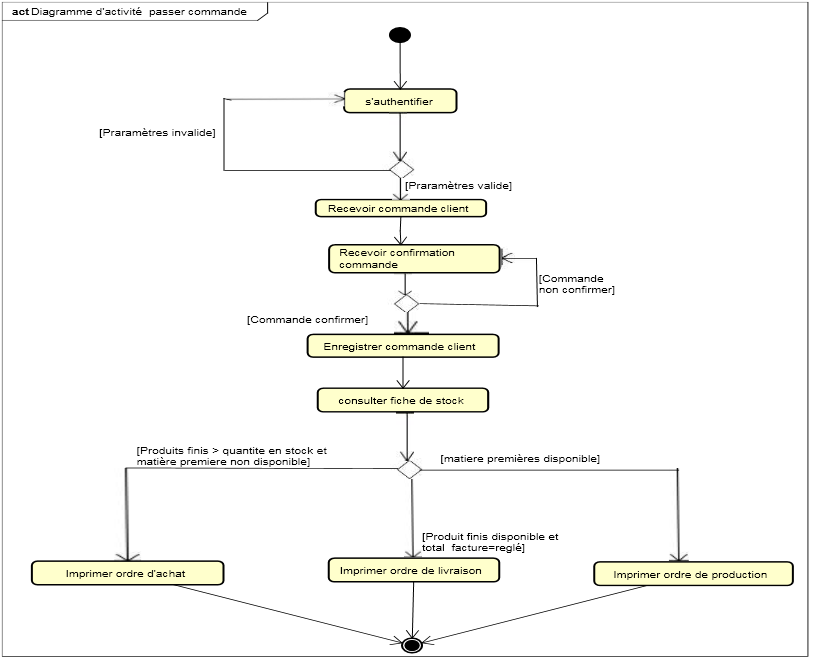 act Diagramme d'activité passer commande
s'authentifier
[Praramètres invalide]
[Praramètres valide]
Recevoir commande client
Recevoir confirmation
commande
[Commande
non confirmer]
[Commande confirmer]
Enregistrer commande client
consulter fiche de stock
[Produits finis > quantite en stock et
matière premiere non disponible]
[matiere premières disponible]
[Produit finis disponible et
total_facture=reglé]
Imprimer ordre d'achat
Imprimer ordre de livraison
Imprimer ordre de production